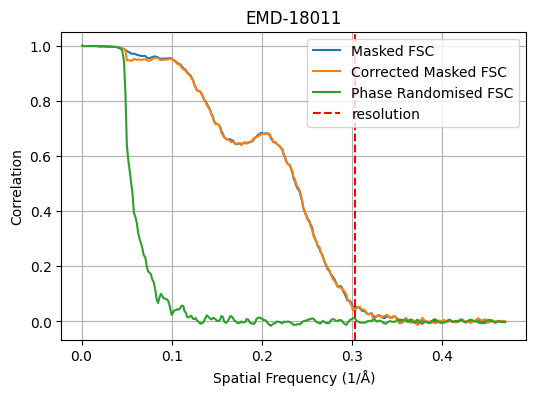 EMD-18011
1.0
0.8
0.6
0.4
0.2
0.0
Correlation
Masked FSC
Corrected Masked FSC
Phase Randomised FSC
resolution
0.0 0.1 0.2 0.3 0.4
Spatial Frequency (1/Å)